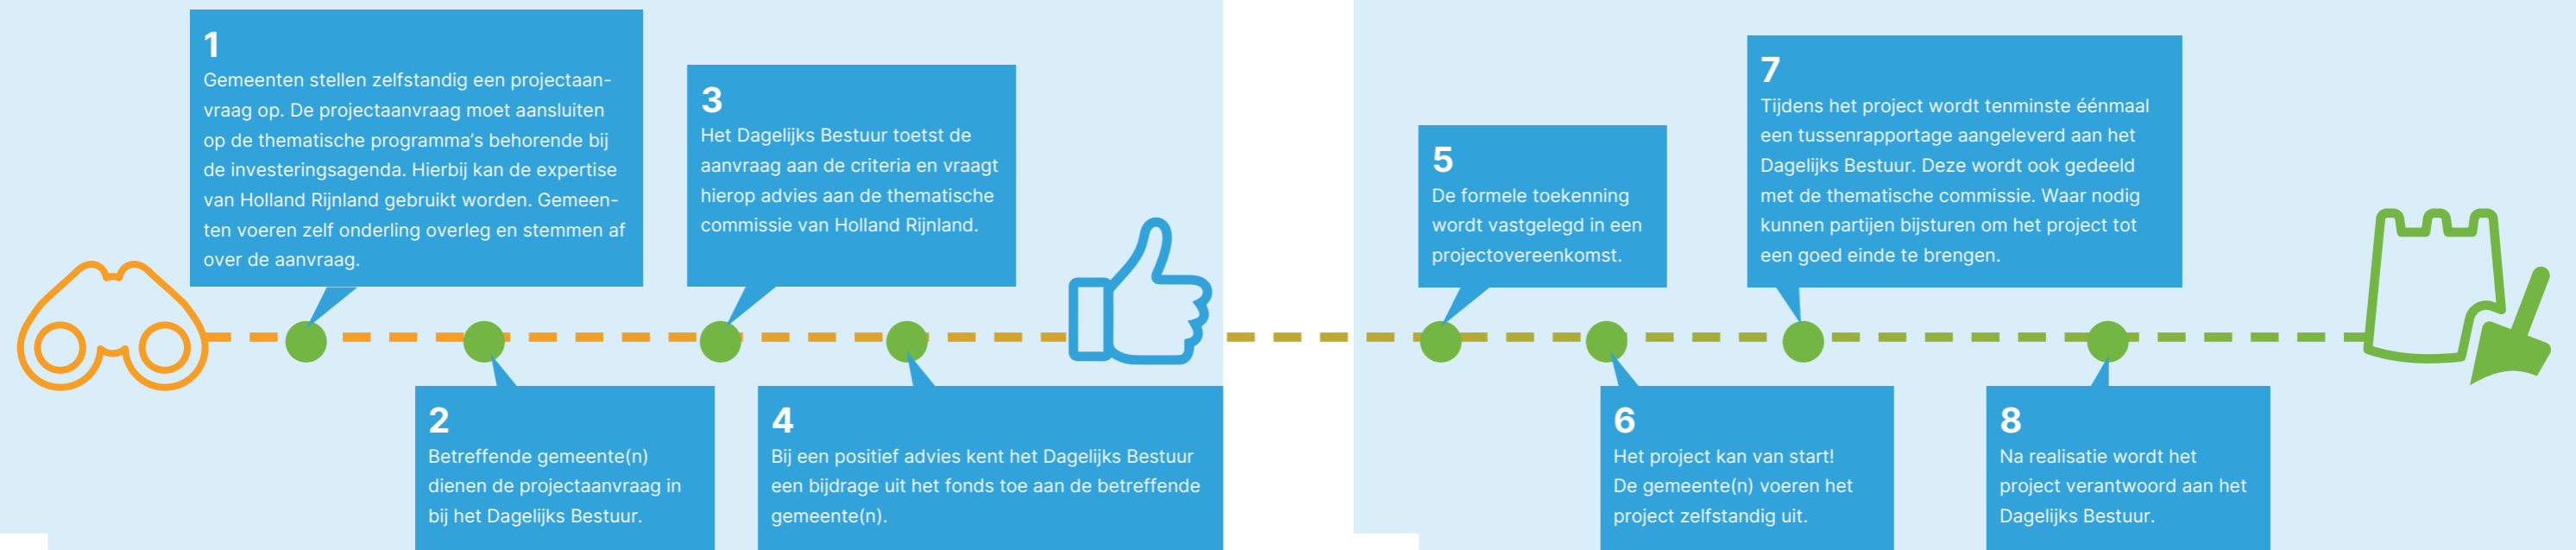 1
Gemeenten stellen zelfstandig een projectaan-
vraag op. De projectaanvraag moet aansluiten
op de thematische programma’s behorende bij
de investeringsagenda. Hierbij kan de expertise
van Holland Rijnland gebruikt worden. Gemeen-
ten voeren zelf onderling overleg en stemmen af
over de aanvraag.
2
Betreffende gemeente(n)
dienen de projectaanvraag in
bij het Dagelijks Bestuur.
3
Het Dagelijks Bestuur toetst de
aanvraag aan de criteria en vraagt
hierop advies aan de thematische
commissie van Holland Rijnland.
4
Bij een positief advies kent het Dagelijks Bestuur
een bijdrage uit het fonds toe aan de betreffende
gemeente(n).
5
De formele toekenning
wordt vastgelegd in een
projectovereenkomst.
6
Het project kan van start!
De gemeente(n) voeren het
project zelfstandig uit.
7
Tijdens het project wordt tenminste éénmaal
een tussenrapportage aangeleverd aan het
Dagelijks Bestuur. Deze wordt ook gedeeld
met de thematische commissie. Waar nodig
kunnen partijen bijsturen om het project tot
een goed einde te brengen.
8
Na realisatie wordt het
project verantwoord aan het
Dagelijks Bestuur.